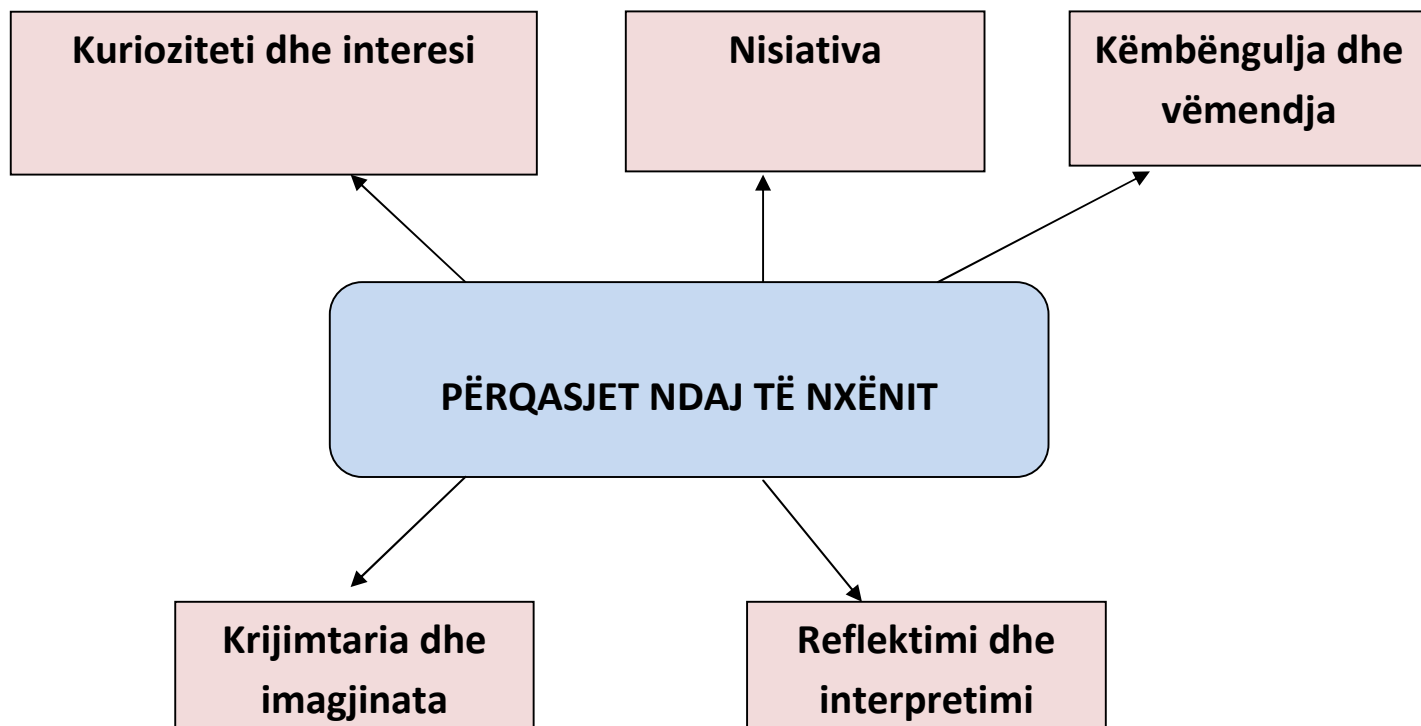 Kurioziteti dhe interesi
Nisiativa
Këmbëngulja dhe
vëmendja
PËRQASJET NDAJ TË NXËNIT
Krijimtaria dhe
imagjinata
Reflektimi dhe
interpretimi